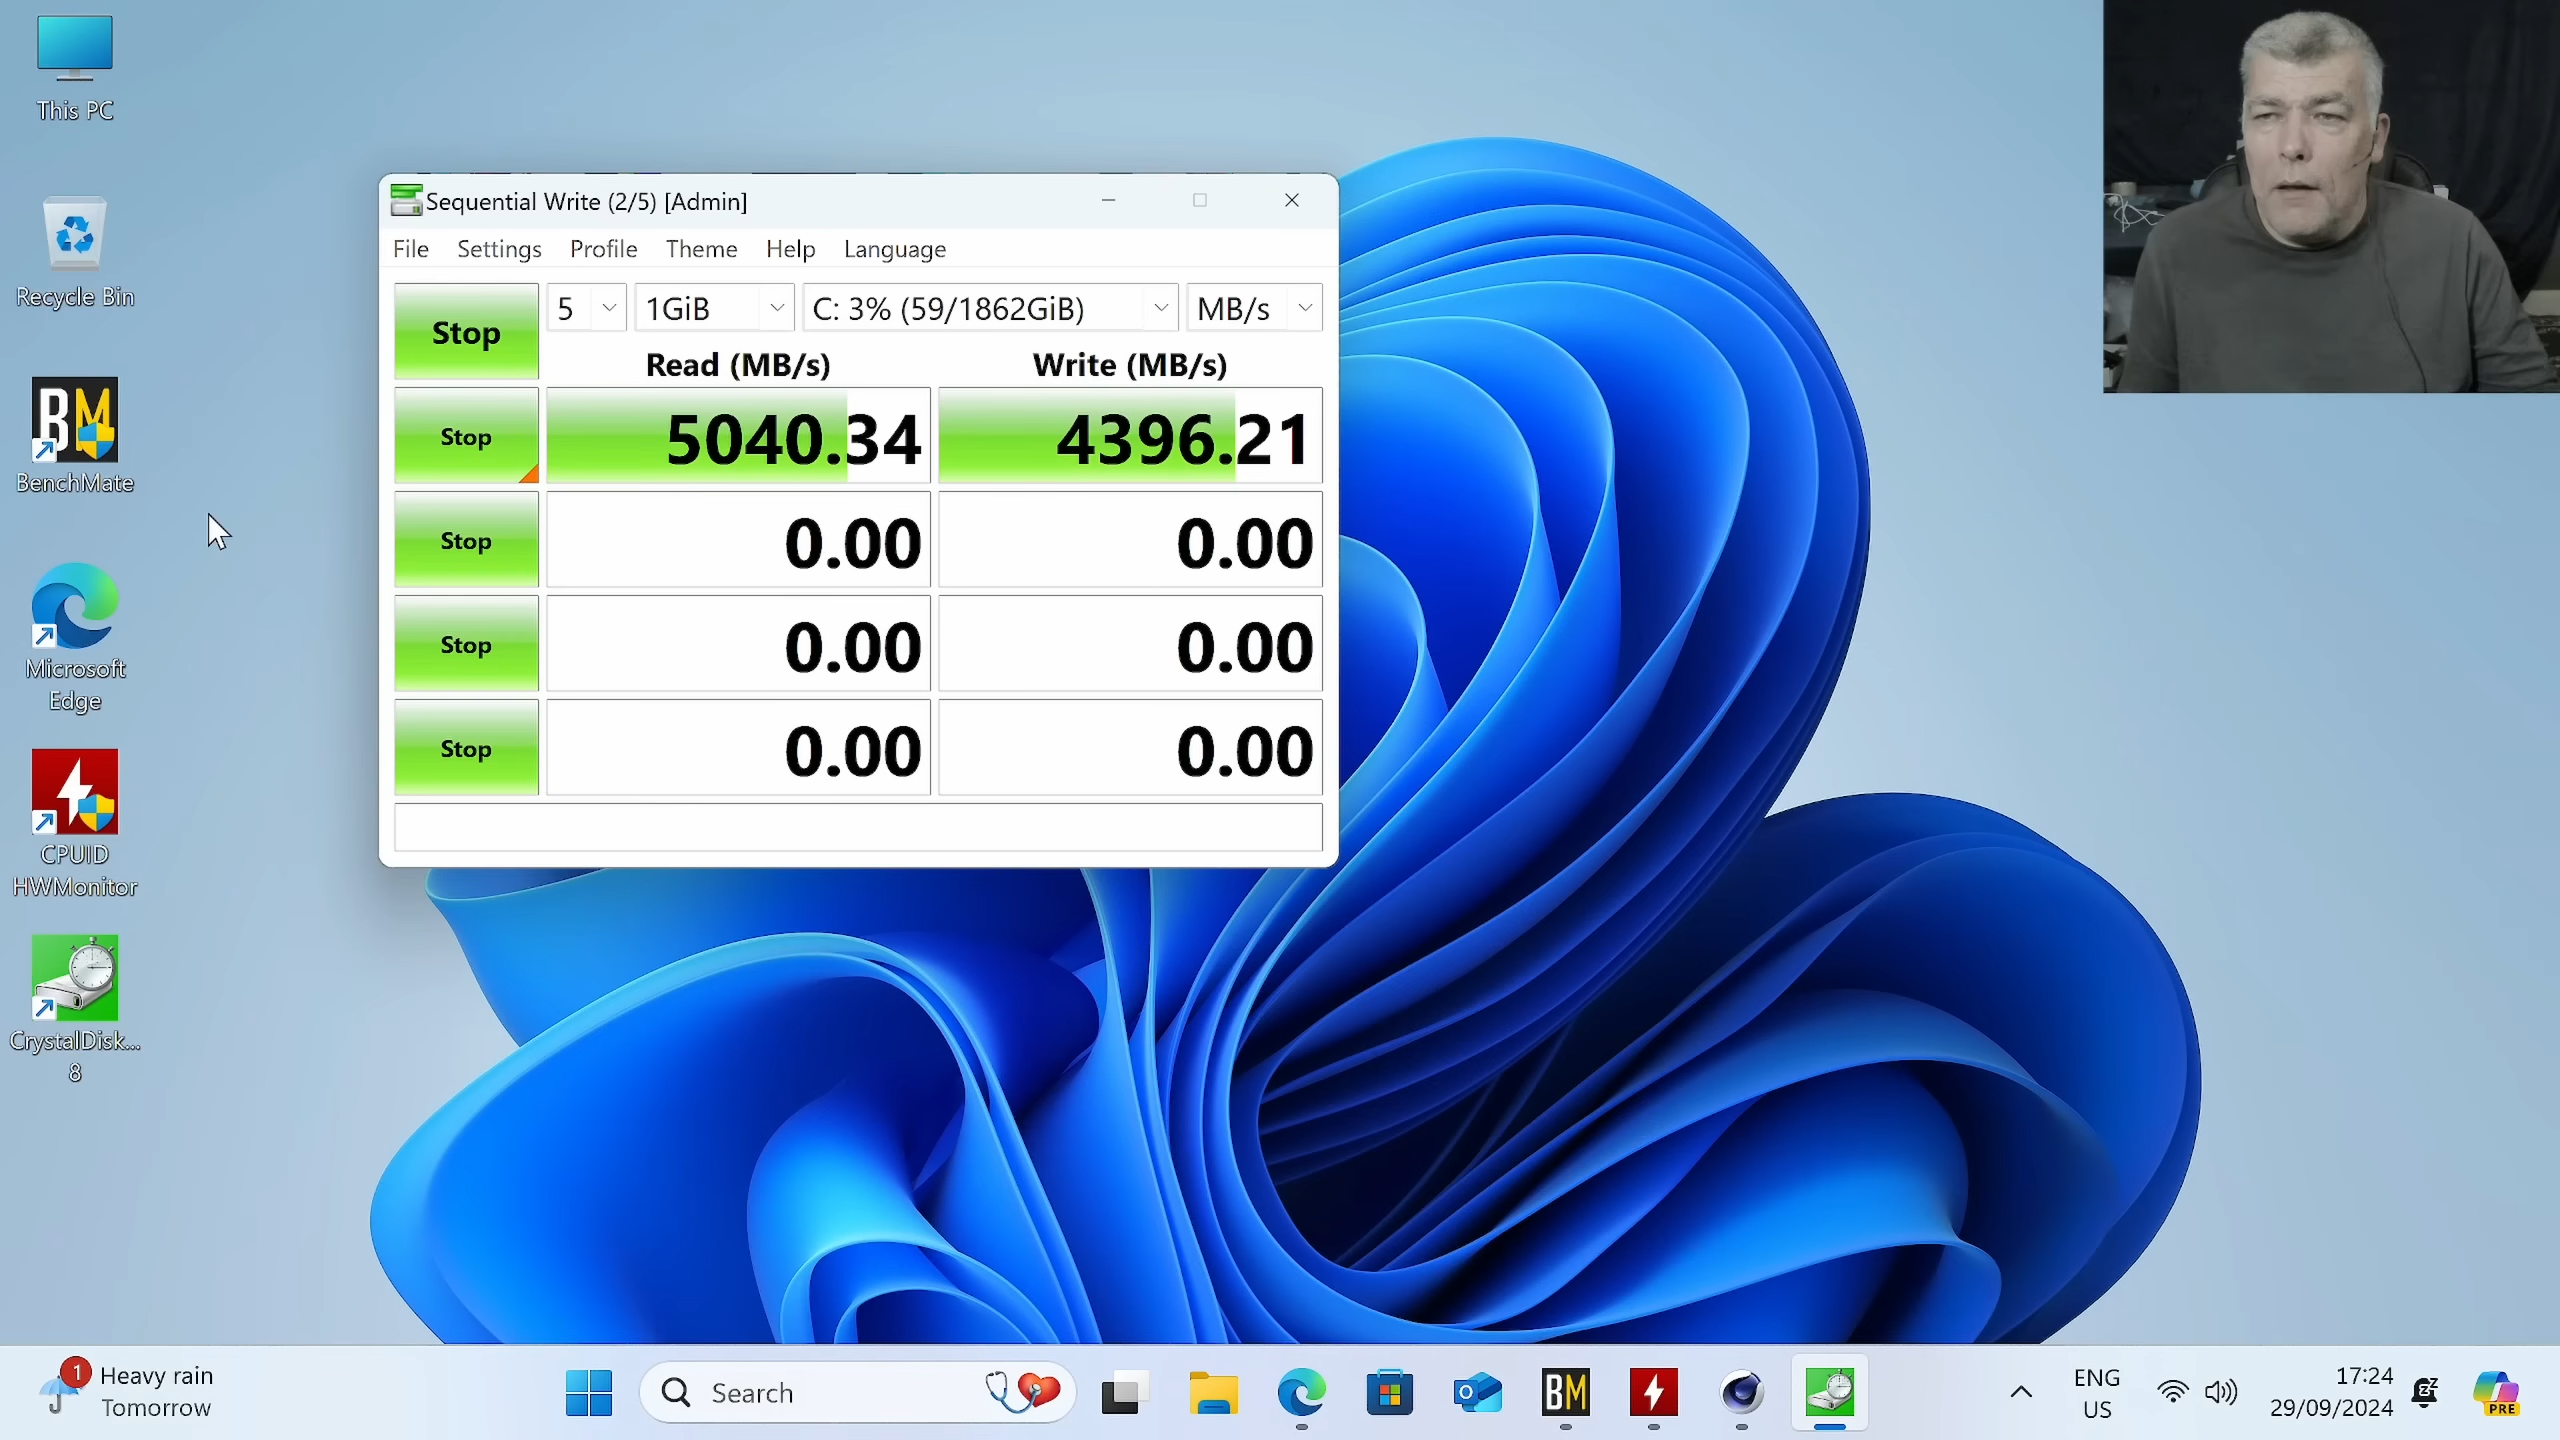 This PC
Recycle Bin
BM
BenchMate
Microsoft
Edge
CPUID
HWMonitor
CrystalDisk...
8
Sequential Write (2/5) [Admin]
File Settings Profile Theme Help Language
Stop
5
1GiB
C: 3% (59/1862GiB)
MB/s
Read (MB/s)
Write (MB/s)
Stop
5040.34
4396.21
Stop
0.00
0.00
Stop
0.00
0.00
Stop
0.00
0.00
1
Heavy rain
Tomorrow
Search
BM
ENG
US
17:24
29/09/2024
PRE